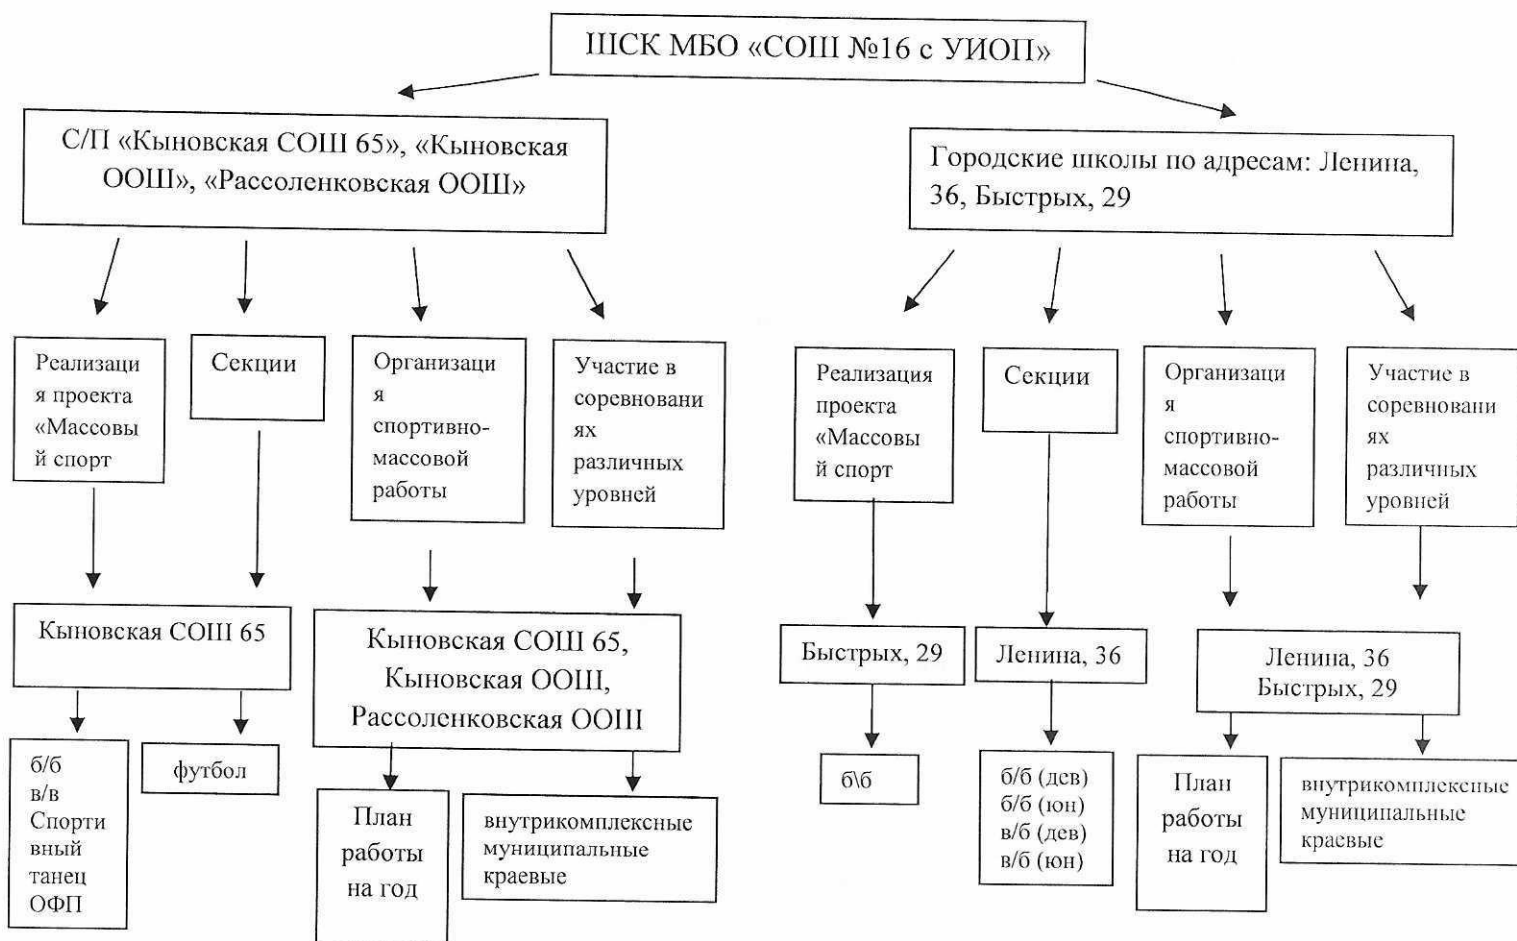 ШСК МБО «СОШ №16 с УИОП»
С/П «Кыновская СОШ 65», «Кыновская
ООШ», «Рассоленковская ООШ»
Городские школы по адресам: Ленина,
36, Быстрых, 29
Реализаци
я проекта
«Массовы
й спорт
Секции
Организаци
я
спортивно-
массовой
работы
Участие в
соревновани
ях
различных
уровней
Реализация
проекта
«Массовы
й спорт
Секции
Организаци
я
спортивно-
массовой
работы
Участие в
соревновани
ях
различных
уровней
Кыновская СОШ 65
Кыновская СОШ 65,
Кыновская ООШ,
Рассоленковская ООШ
Быстрых, 29
Ленина, 36
Ленина, 36
Быстрых, 29
б/б
в/в
Спорти
вный
танец
ОФП
футбол
План
работы
на год
внутрикомплексные
муниципальные
краевые
б\б
б/б (дев)
б/б (юн)
в/б (дев)
в/б (юн)
План
работы
на год
внутрикомплексные
муниципальные
краевые